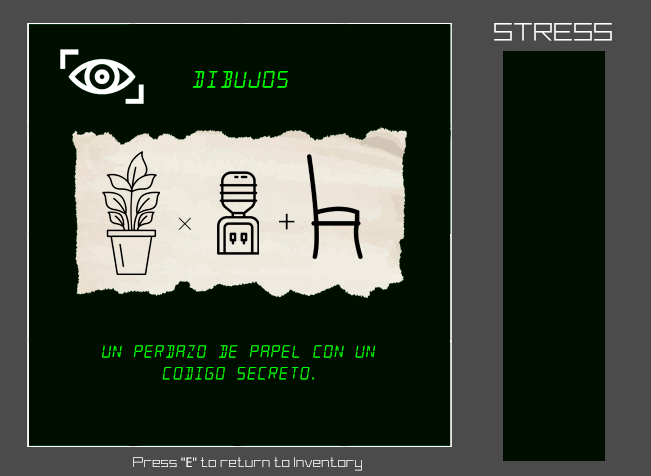 STRESS
DIBUJOS
× +
UN PERDAZO DE PAPEL CON UN
CODIGO SECRETO.
Press "E" to return to Inventory